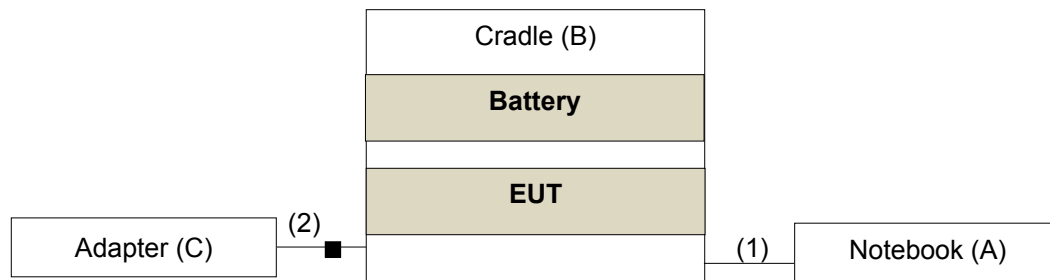 Cradle (B)
Battery
EUT
(2)
Adapter (C)
(1)
Notebook (A)